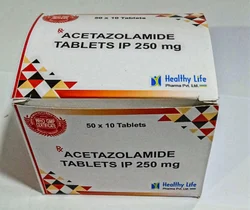 50 x 10 Tablets
Rx ACETAZOLAMIDE
TABLETS IP 250 mg
Healthy Life
Pharma Pvt. Ltd.
50 x 10 Tablets
Rx ACETAZOLAMIDE
TABLETS IP 250 mg
Healthy Life
Pharma Pvt. Ltd.